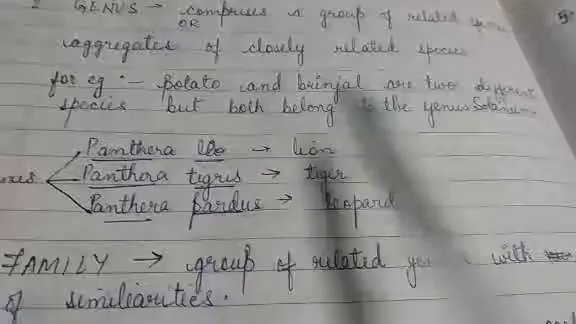 GENUS → comprises a group of related
OR
aggregates of closely related species
for eg :- Potato and brinjal are two different
species but both belong to the genus Solanum
Panthera leo → lion
Panthera tigris → tiger
Panthera pardus → leopard
FAMILY → group of related with
of similiarities.